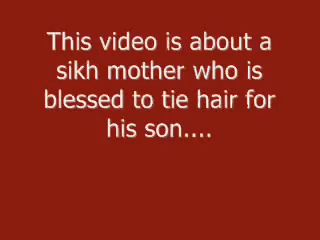 This video is about a
sikh mother who is
blessed to tie hair for
his son....